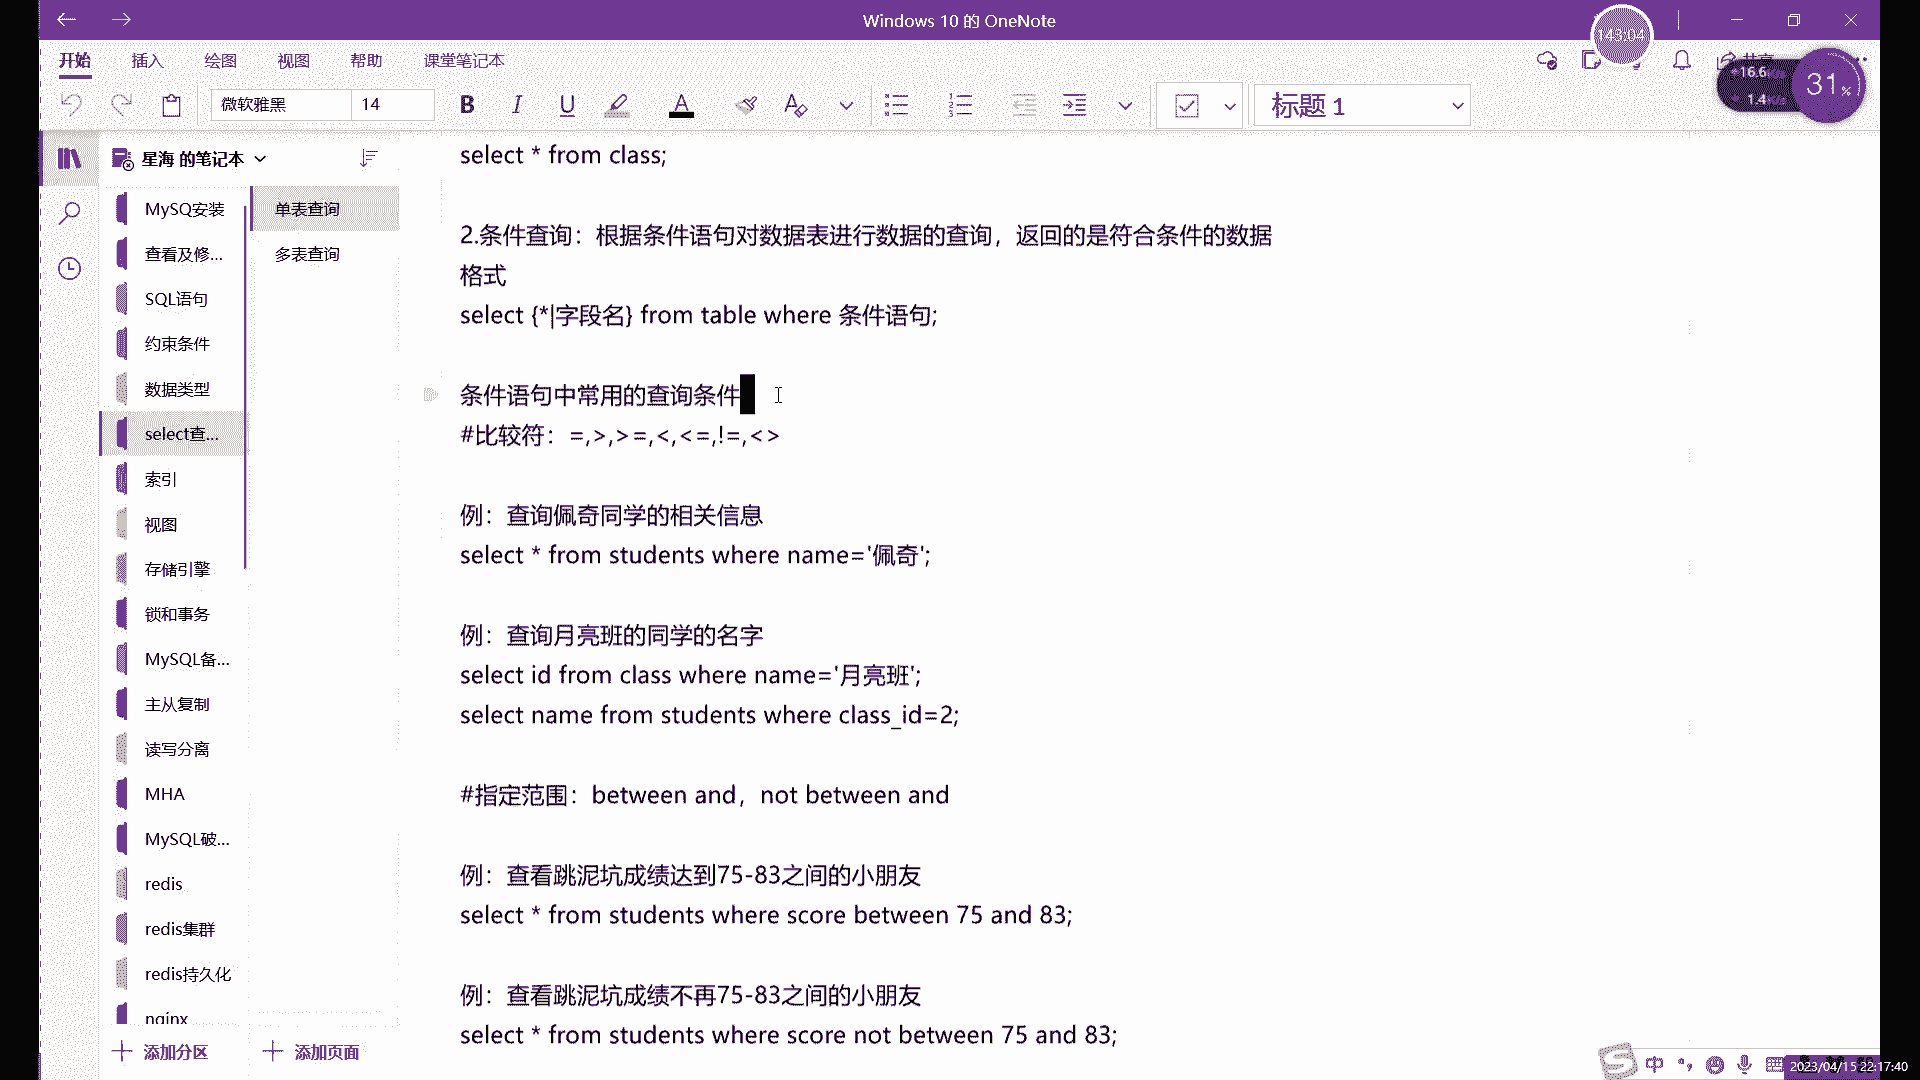 Windows 10 的 OneNote
143:04
开始
插入
绘图
视图
帮助
课堂笔记本
16.6
1.4
31%
微软雅黑
14
B
I
U
A
标题 1
星海 的笔记本
MySQ安装
查看及修...
SQL语句
约束条件
数据类型
select查...
索引
视图
存储引擎
锁和事务
MySQL备...
主从复制
读写分离
MHA
MySQL破...
redis
redis集群
redis持久化
nginx
添加分区
单表查询
多表查询
添加页面
select * from class;
2.条件查询：根据条件语句对数据表进行数据的查询，返回的是符合条件的数据
格式
select {*|字段名} from table where 条件语句;
条件语句中常用的查询条件
#比较符：=,>,>=,<,<=,!=,<>
例：查询佩奇同学的相关信息
select * from students where name='佩奇';
例：查询月亮班的同学的名字
select id from class where name='月亮班';
select name from students where class_id=2;
#指定范围：between and，not between and
例：查看跳泥坑成绩达到75-83之间的小朋友
select * from students where score between 75 and 83;
例：查看跳泥坑成绩不再75-83之间的小朋友
select * from students where score not between 75 and 83;
中
2023/04/15 22:17:40